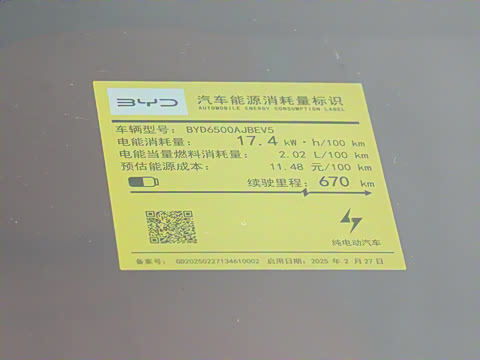 BYD 汽车能源消耗量标识
AUTOMOBILE ENERGY CONSUMPTION LABEL
车辆型号: BYD6500AJBEV5
电能消耗量: 17.4 kW·h/100 km
电能当量燃料消耗量: 2.02 L/100 km
预估能源成本: 11.48 元/100 km
续驶里程: 670 km
纯电动汽车
备案号: GD20250227134610002 启用日期: 2025 年 2 月 27 日